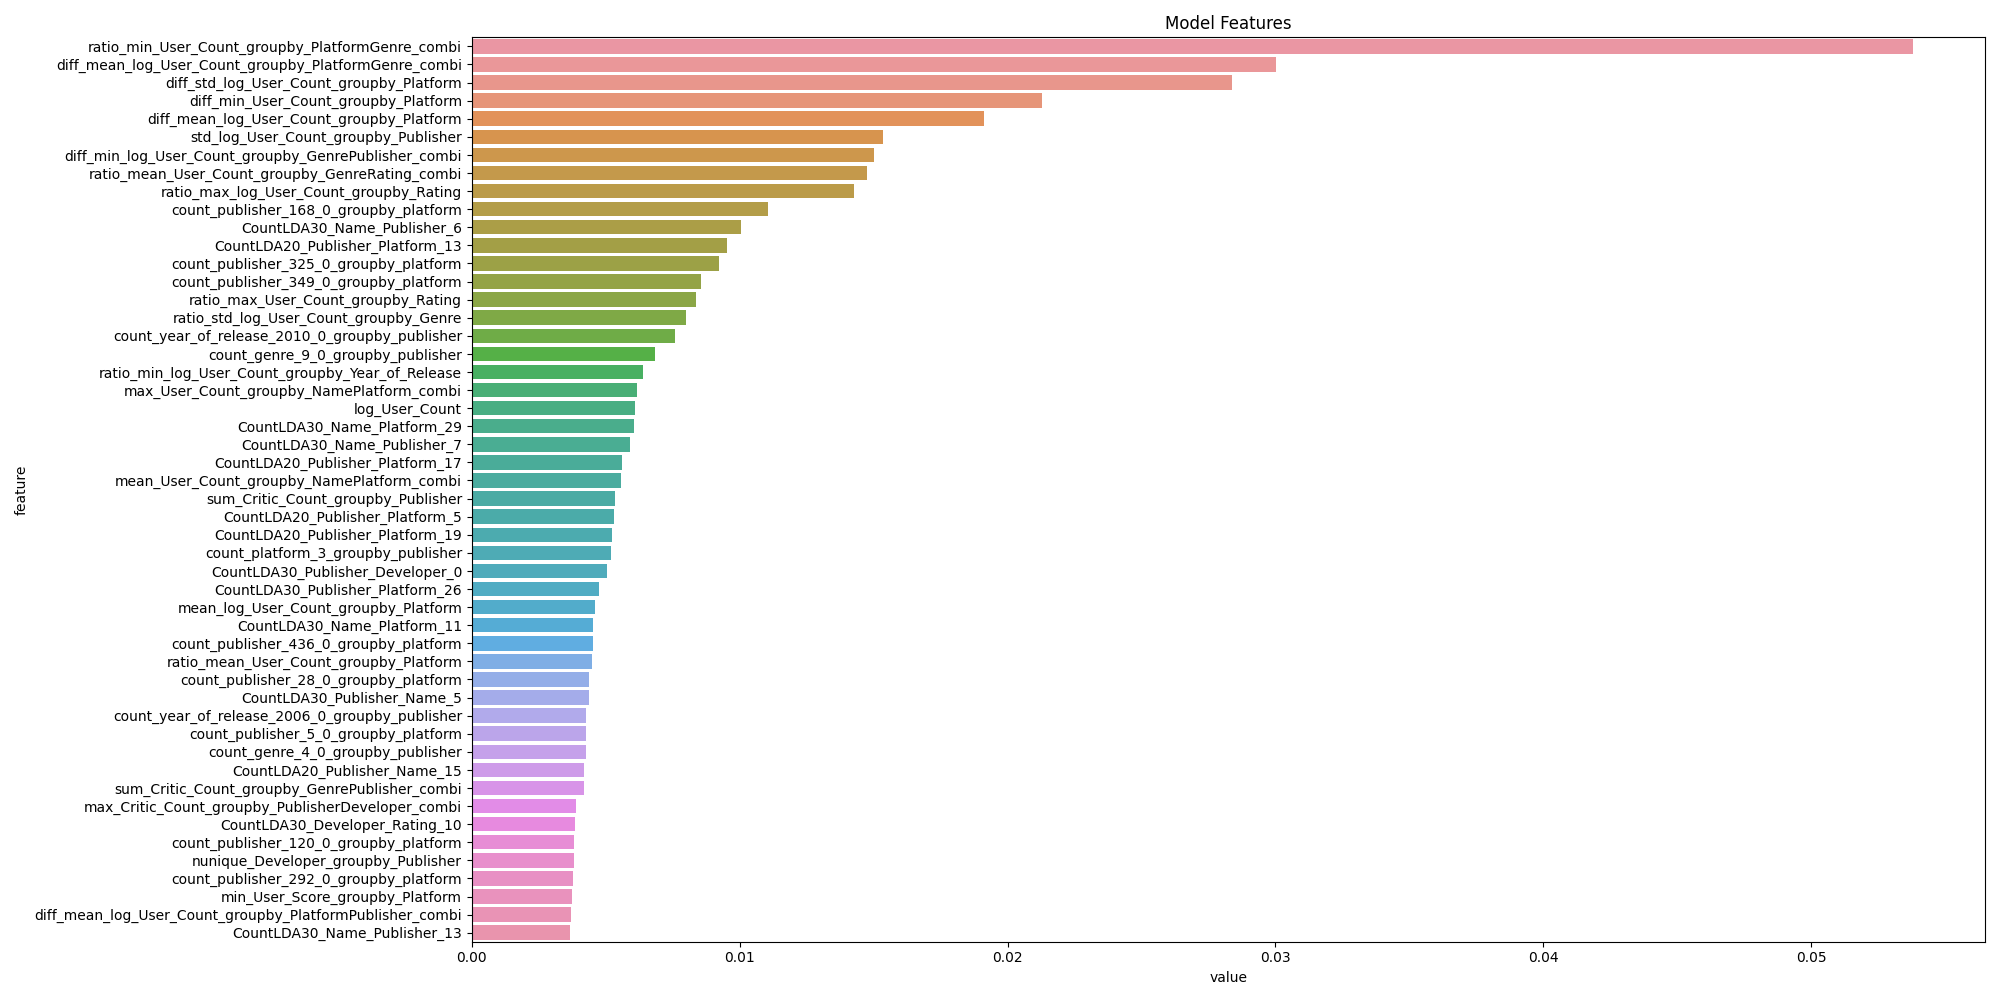 Model Features
feature
ratio_min_User_Count_groupby_PlatformGenre_combi
diff_mean_log_User_Count_groupby_PlatformGenre_combi
diff_std_log_User_Count_groupby_Platform
diff_min_User_Count_groupby_Platform
diff_mean_log_User_Count_groupby_Platform
std_log_User_Count_groupby_Publisher
diff_min_log_User_Count_groupby_GenrePublisher_combi
ratio_mean_User_Count_groupby_GenreRating_combi
ratio_max_log_User_Count_groupby_Rating
count_publisher_168_0_groupby_platform
CountLDA30_Name_Publisher_6
CountLDA20_Publisher_Platform_13
count_publisher_325_0_groupby_platform
count_publisher_349_0_groupby_platform
ratio_max_User_Count_groupby_Rating
ratio_std_log_User_Count_groupby_Genre
count_year_of_release_2010_0_groupby_publisher
count_genre_9_0_groupby_publisher
ratio_min_log_User_Count_groupby_Year_of_Release
max_User_Count_groupby_NamePlatform_combi
log_User_Count
CountLDA30_Name_Platform_29
CountLDA30_Name_Publisher_7
CountLDA20_Publisher_Platform_17
mean_User_Count_groupby_NamePlatform_combi
sum_Critic_Count_groupby_Publisher
CountLDA20_Publisher_Platform_5
CountLDA20_Publisher_Platform_19
count_platform_3_groupby_publisher
CountLDA30_Publisher_Developer_0
CountLDA30_Publisher_Platform_26
mean_log_User_Count_groupby_Platform
CountLDA30_Name_Platform_11
count_publisher_436_0_groupby_platform
ratio_mean_User_Count_groupby_Platform
count_publisher_28_0_groupby_platform
CountLDA30_Publisher_Name_5
count_year_of_release_2006_0_groupby_publisher
count_publisher_5_0_groupby_platform
count_genre_4_0_groupby_publisher
CountLDA20_Publisher_Name_15
sum_Critic_Count_groupby_GenrePublisher_combi
max_Critic_Count_groupby_PublisherDeveloper_combi
CountLDA30_Developer_Rating_10
count_publisher_120_0_groupby_platform
nunique_Developer_groupby_Publisher
count_publisher_292_0_groupby_platform
min_User_Score_groupby_Platform
diff_mean_log_User_Count_groupby_PlatformPublisher_combi
CountLDA30_Name_Publisher_13
0.00 0.01 0.02 0.03 0.04 0.05
value